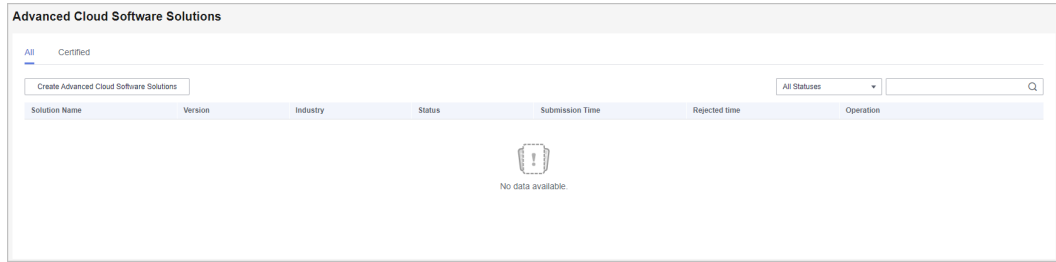 Advanced Cloud Software Solutions
All Certified
Create Advanced Cloud Software Solutions All Statuses
Solution Name Version Industry Status Submission Time Rejected time Operation
No data available.